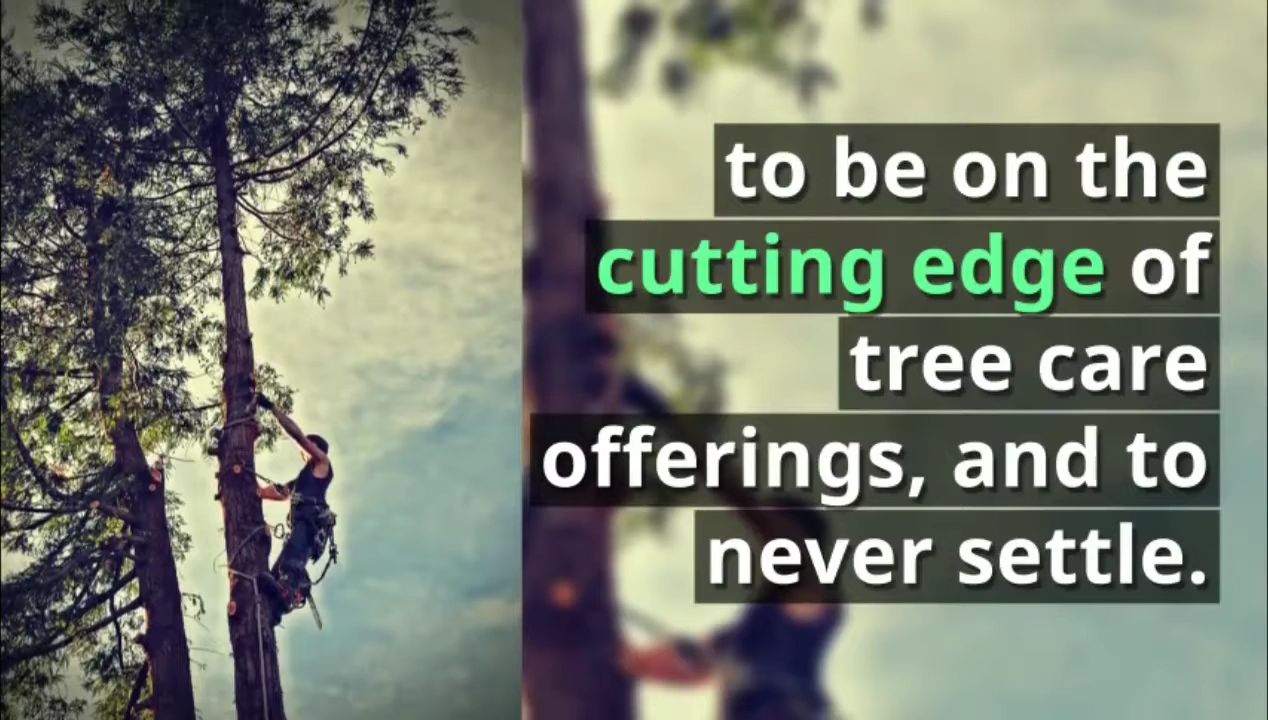 to be on the
cutting edge of
tree care
offerings, and to
never settle.